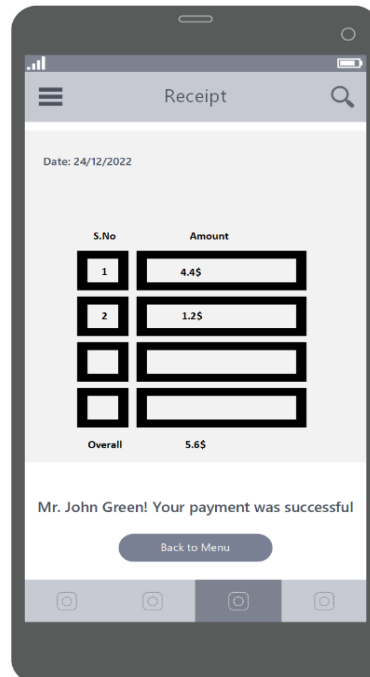 Receipt
Date: 24/12/2022
S.No Amount
1 4.4$
2 1.2$
Overall 5.6$
Mr. John Green! Your payment was successful
Back to Menu